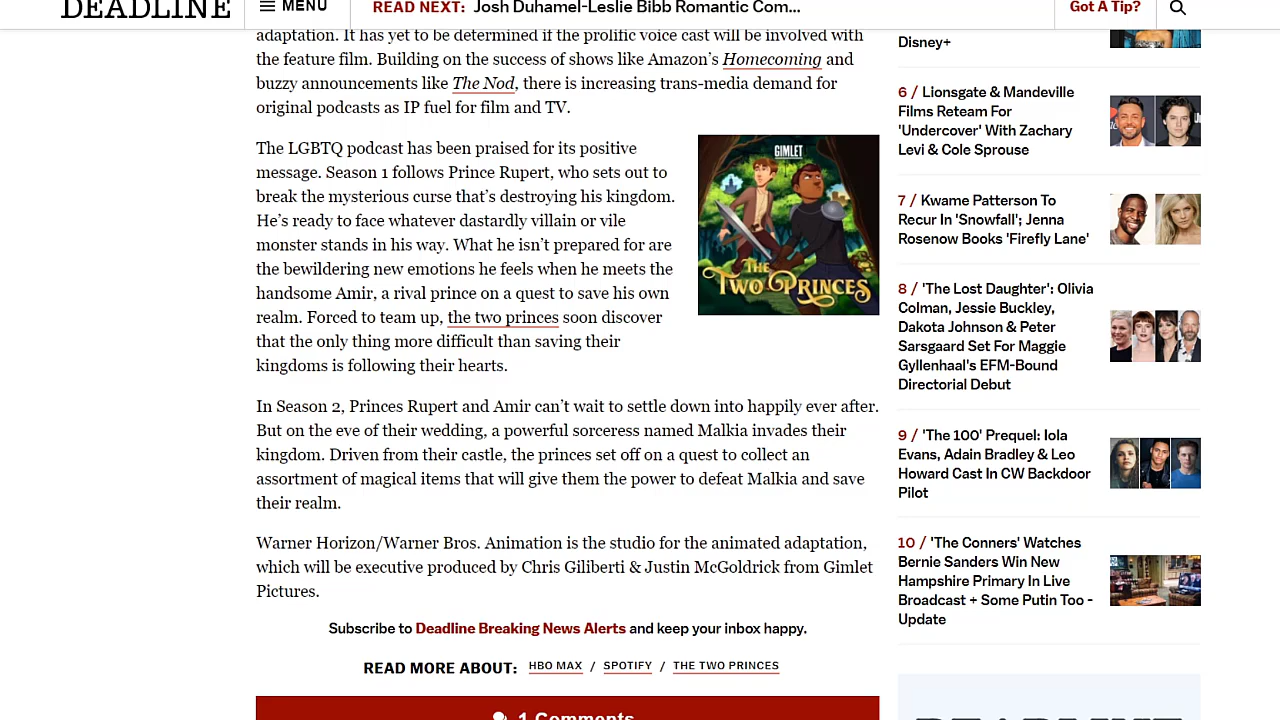 DEADLINE
MENU
READ NEXT: Josh Duhamel-Leslie Bibb Romantic Com...
Got A Tip?
adaptation. It has yet to be determined if the prolific voice cast will be involved with
the feature film. Building on the success of shows like Amazon’s Homecoming and
buzzy announcements like The Nod, there is increasing trans-media demand for
original podcasts as IP fuel for film and TV.
The LGBTQ podcast has been praised for its positive
message. Season 1 follows Prince Rupert, who sets out to
break the mysterious curse that’s destroying his kingdom.
He’s ready to face whatever dastardly villain or vile
monster stands in his way. What he isn’t prepared for are
the bewildering new emotions he feels when he meets the
handsome Amir, a rival prince on a quest to save his own
realm. Forced to team up, the two princes soon discover
that the only thing more difficult than saving their
kingdoms is following their hearts.
GIMLET
THE
TWO PRINCES
In Season 2, Princes Rupert and Amir can’t wait to settle down into happily ever after.
But on the eve of their wedding, a powerful sorceress named Malkia invades their
kingdom. Driven from their castle, the princes set off on a quest to collect an
assortment of magical items that will give them the power to defeat Malkia and save
their realm.
Warner Horizon/Warner Bros. Animation is the studio for the animated adaptation,
which will be executive produced by Chris Giliberti & Justin McGoldrick from Gimlet
Pictures.
Subscribe to Deadline Breaking News Alerts and keep your inbox happy.
READ MORE ABOUT: HBO MAX / SPOTIFY / THE TWO PRINCES
1 Comments
Disney+
6 / Lionsgate & Mandeville
Films Reteam For
'Undercover' With Zachary
Levi & Cole Sprouse
7 / Kwame Patterson To
Recur In 'Snowfall'; Jenna
Rosenow Books 'Firefly Lane'
8 / 'The Lost Daughter': Olivia
Colman, Jessie Buckley,
Dakota Johnson & Peter
Sarsgaard Set For Maggie
Gyllenhaal's EFM-Bound
Directorial Debut
9 / 'The 100' Prequel: Iola
Evans, Adain Bradley & Leo
Howard Cast In CW Backdoor
Pilot
10 / 'The Conners' Watches
Bernie Sanders Win New
Hampshire Primary In Live
Broadcast + Some Putin Too -
Update
DEADLINE